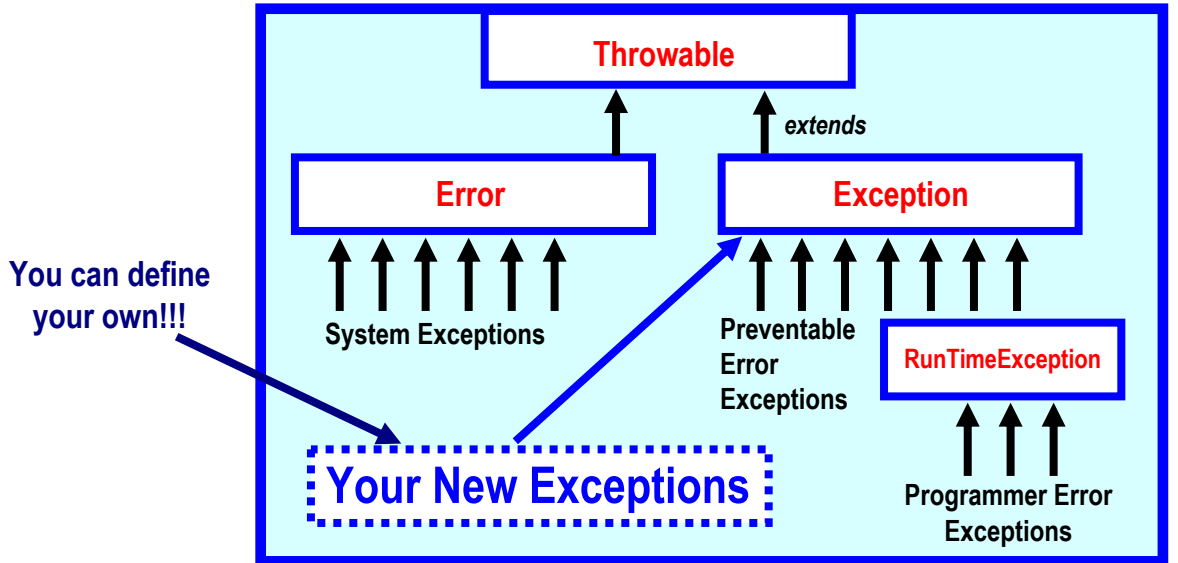 Throwable
extends
Error
Exception
You can define
your own!!!
System Exceptions
Preventable
Error
Exceptions
RunTimeException
Your New Exceptions
Programmer Error
Exceptions